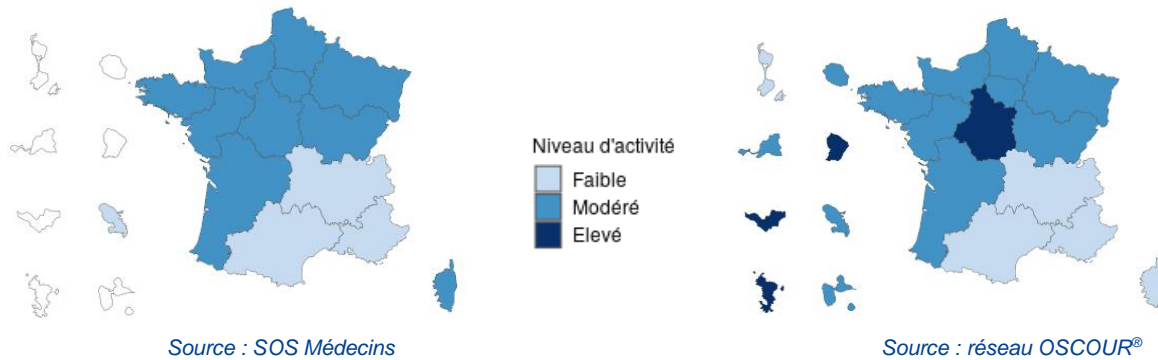 Niveau d'activité
Faible
Modéré
Elevé
Source : SOS Médecins
Source : réseau OSCOUR®